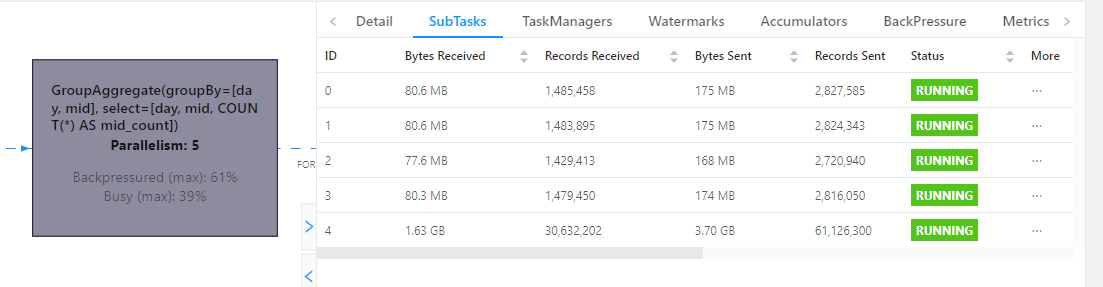 Detail SubTasks TaskManagers Watermarks Accumulators BackPressure Metrics
ID Bytes Received Records Received Bytes Sent Records Sent Status More
0 80.6 MB 1,485,458 175 MB 2,827,585 RUNNING ...
1 80.6 MB 1,483,895 175 MB 2,824,343 RUNNING ...
2 77.6 MB 1,429,413 168 MB 2,720,940 RUNNING ...
3 80.3 MB 1,479,450 174 MB 2,816,050 RUNNING ...
4 1.63 GB 30,632,202 3.70 GB 61,126,300 RUNNING ...
GroupAggregate(groupBy=[da
y, mid], select=[day, mid, COUN
T(*) AS mid_count])
Parallelism: 5
Backpressured (max): 61%
Busy (max): 39%
FOR